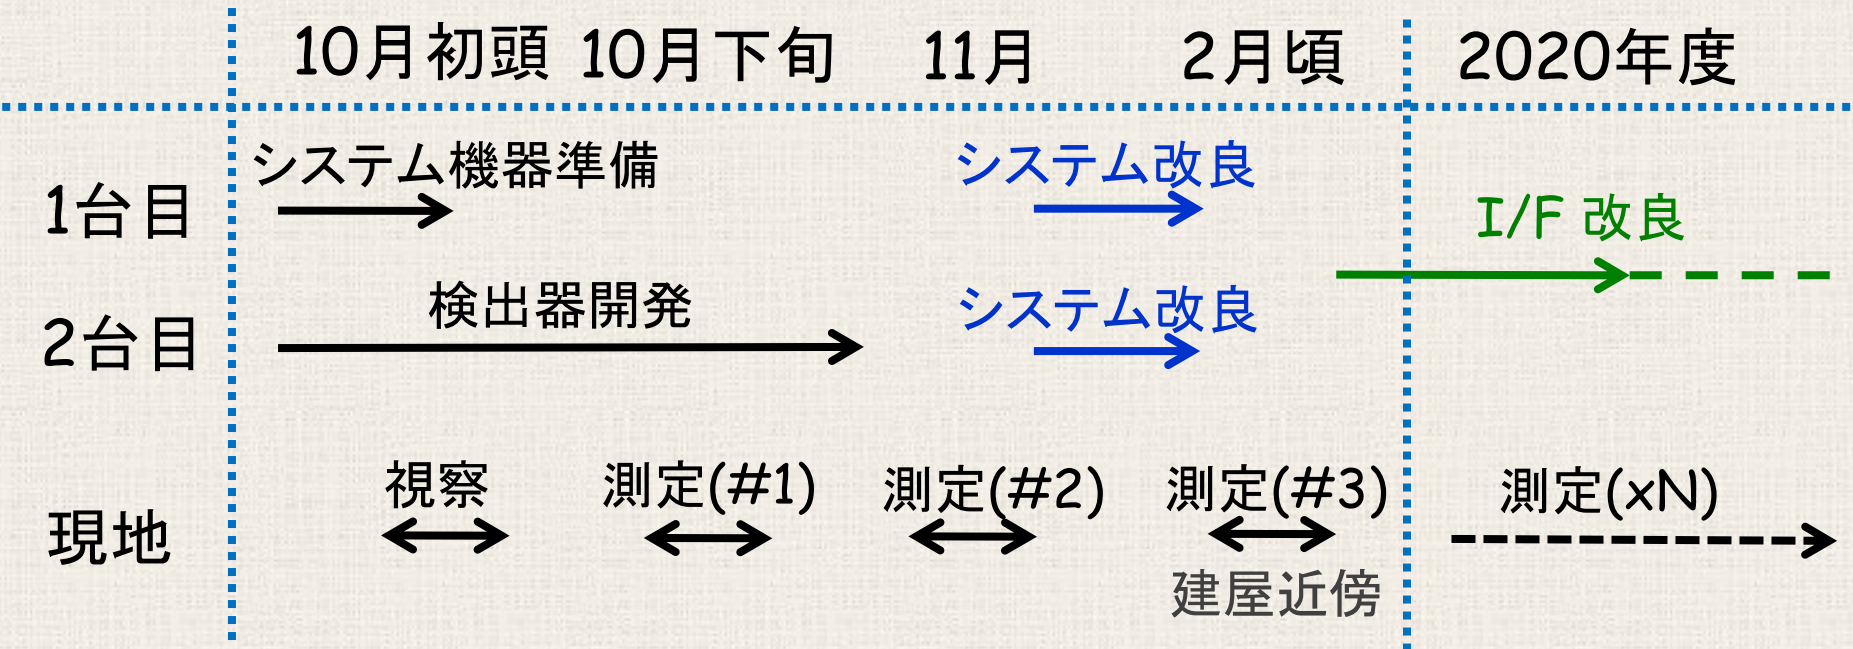 10月初頭 10月下旬 11月 2月頃 2020年度
システム機器準備 システム改良
1台目 I/F 改良
検出器開発 システム改良
2台目
視察 測定(#1) 測定(#2) 測定(#3) 測定(xN)
現地
建屋近傍